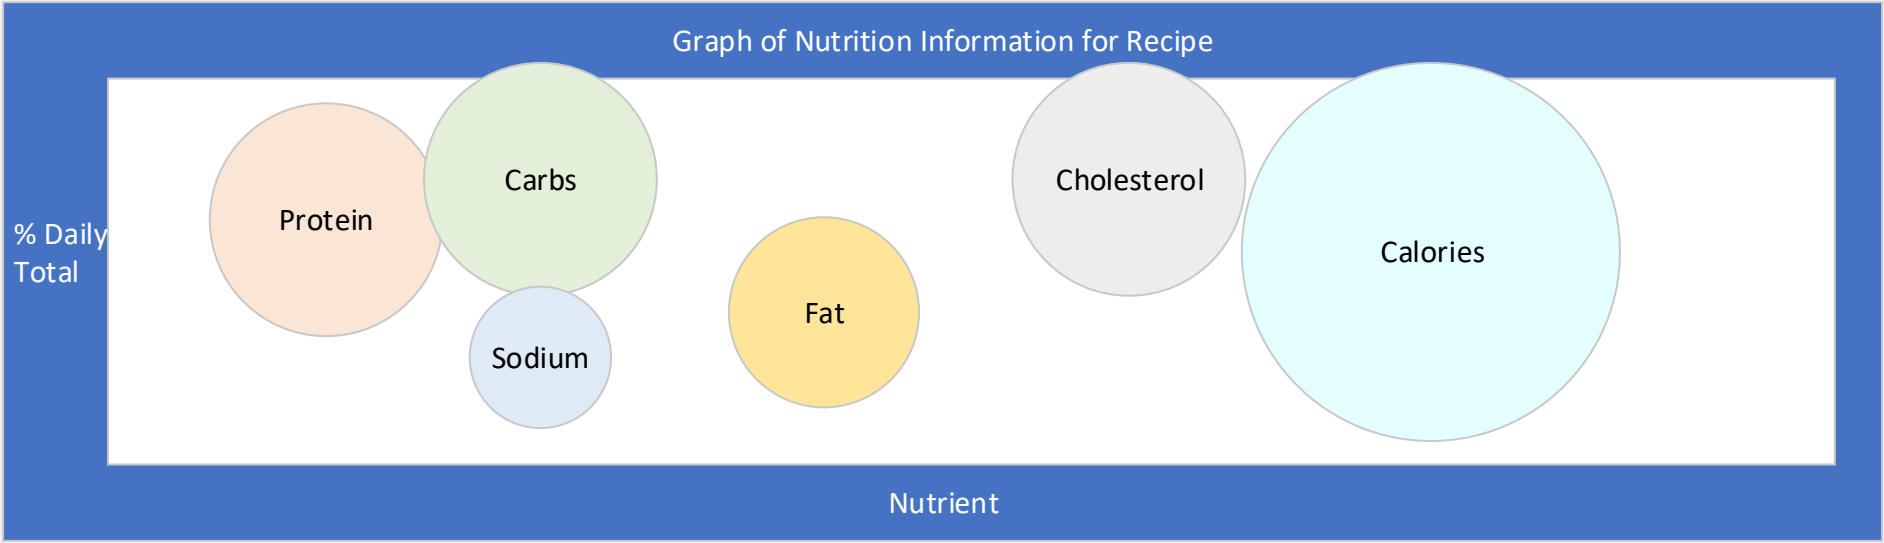 Graph of Nutrition Information for Recipe
Protein
Carbs
Cholesterol
Calories
% Daily
Total
Fat
Sodium
Nutrient